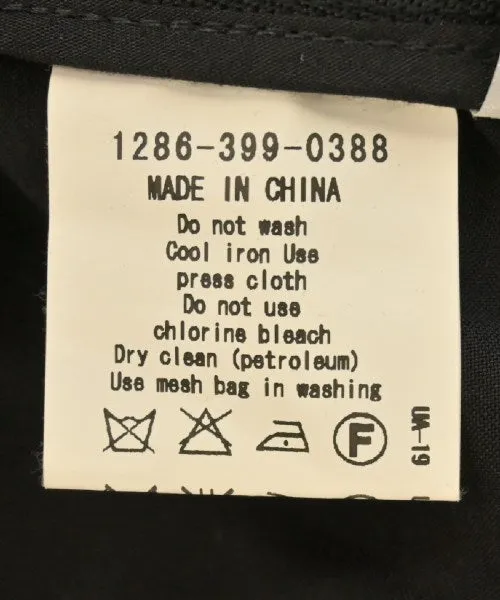 1286-399-0388
MADE IN CHINA
Do not wash
Cool iron Use
press cloth
Do not use
chlorine bleach
Dry clean (petroleum)
Use mesh bag in washing
F
UA-19